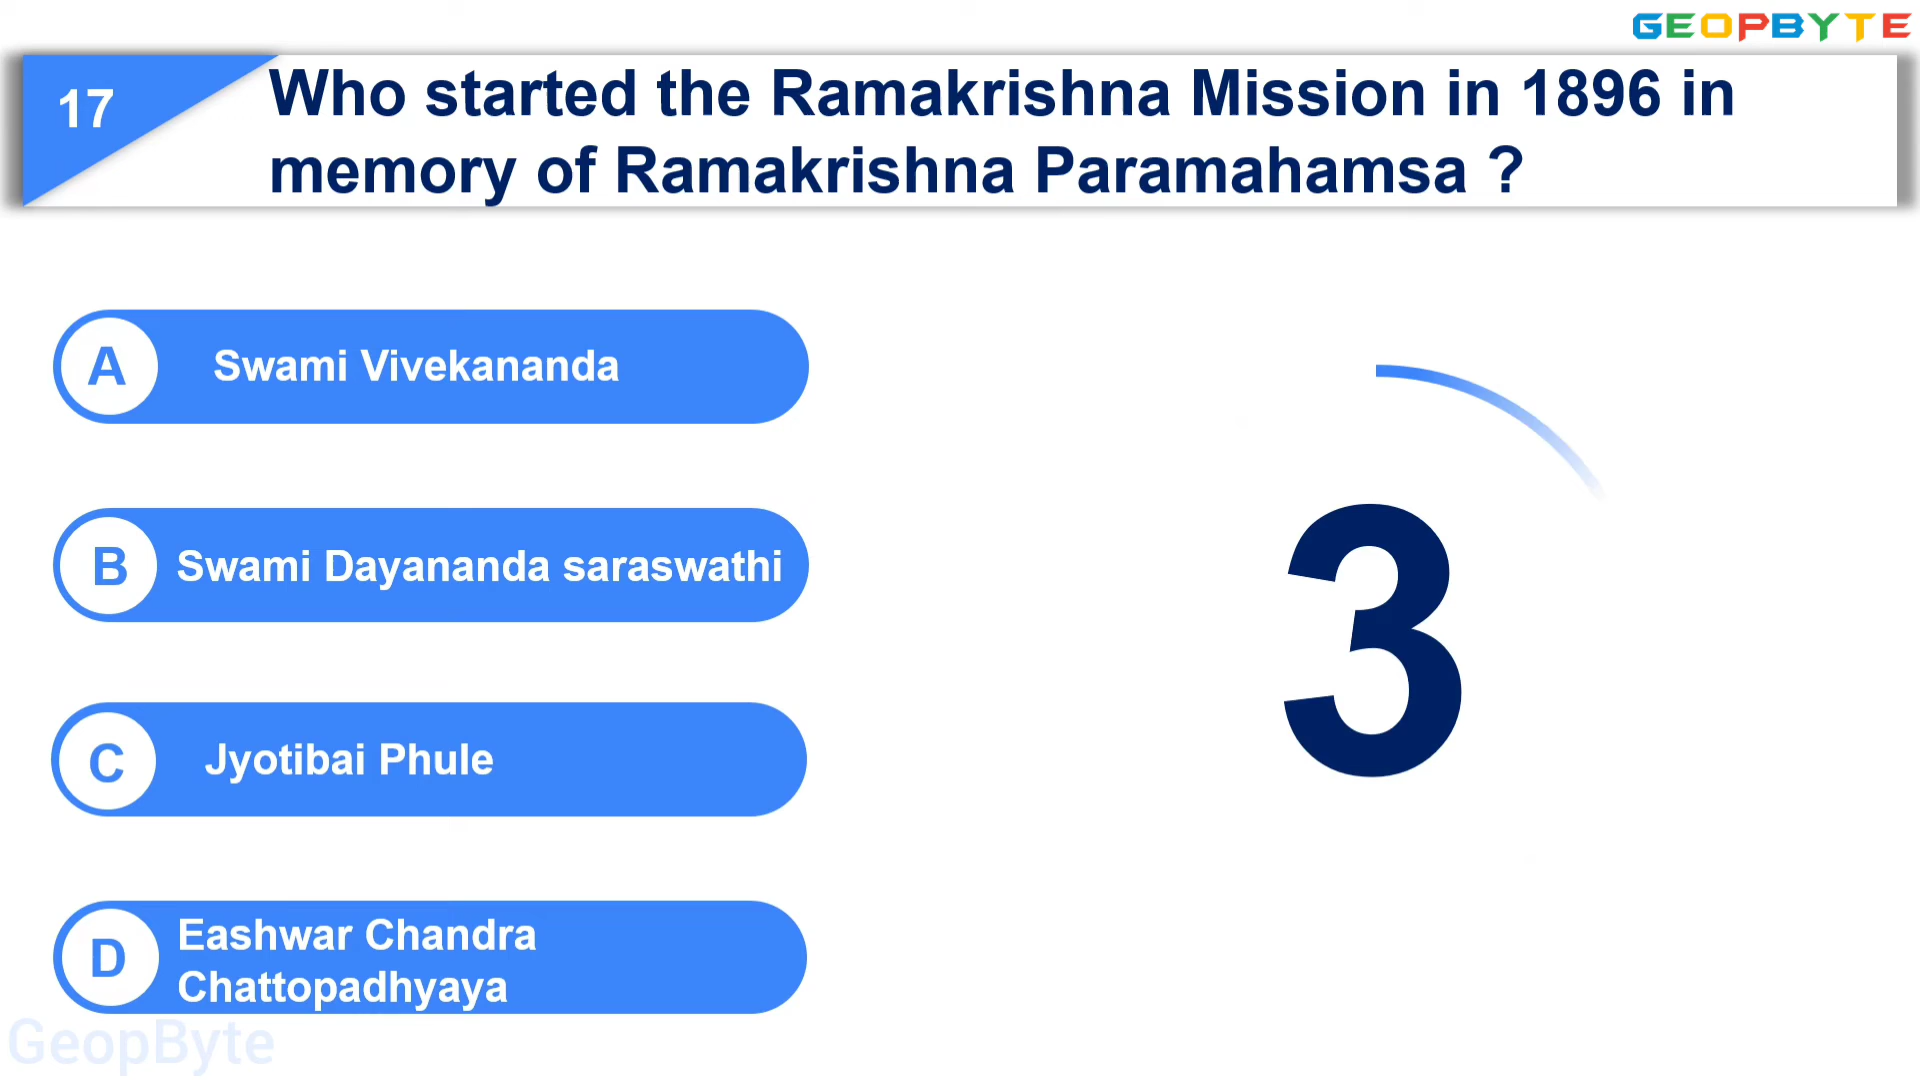 GEOPBYTE
17
Who started the Ramakrishna Mission in 1896 in
memory of Ramakrishna Paramahamsa ?
A Swami Vivekananda
B Swami Dayananda saraswathi
C Jyotibai Phule
D Eashwar Chandra
Chattopadhyaya
3
GeopByte